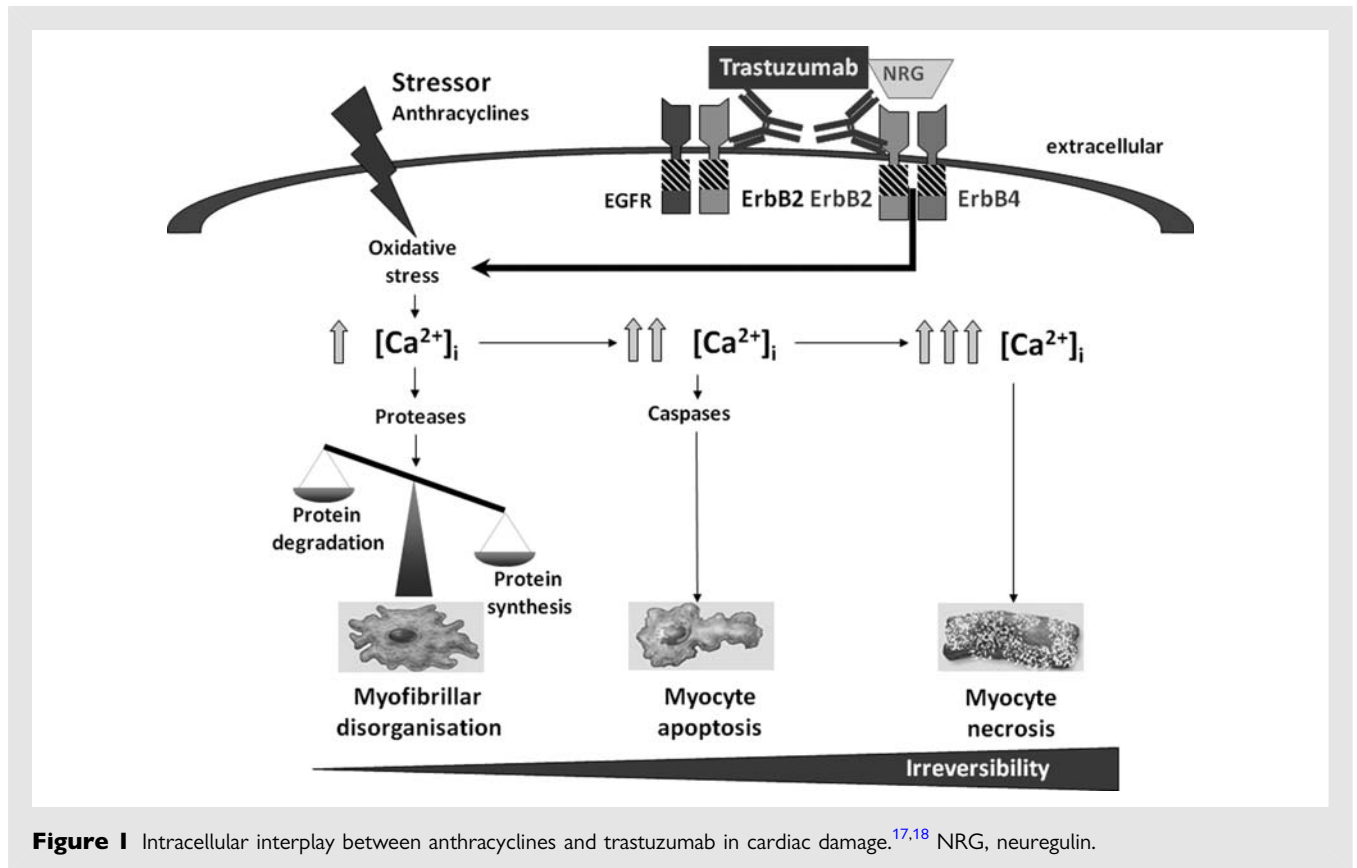 Stressor
Anthracyclines
Trastuzumab
NRG
extracellular
EGFR
ErbB2 ErbB2
ErbB4
Oxidative
stress
[Ca²⁺]ᵢ
[Ca²⁺]ᵢ
[Ca²⁺]ᵢ
Proteases
Caspases
Protein
degradation
Protein
synthesis
Myofibrillar
disorganisation
Myocyte
apoptosis
Myocyte
necrosis
Irreversibility
Figure 1 Intracellular interplay between anthracyclines and trastuzumab in cardiac damage.¹⁷,¹⁸ NRG, neuregulin.